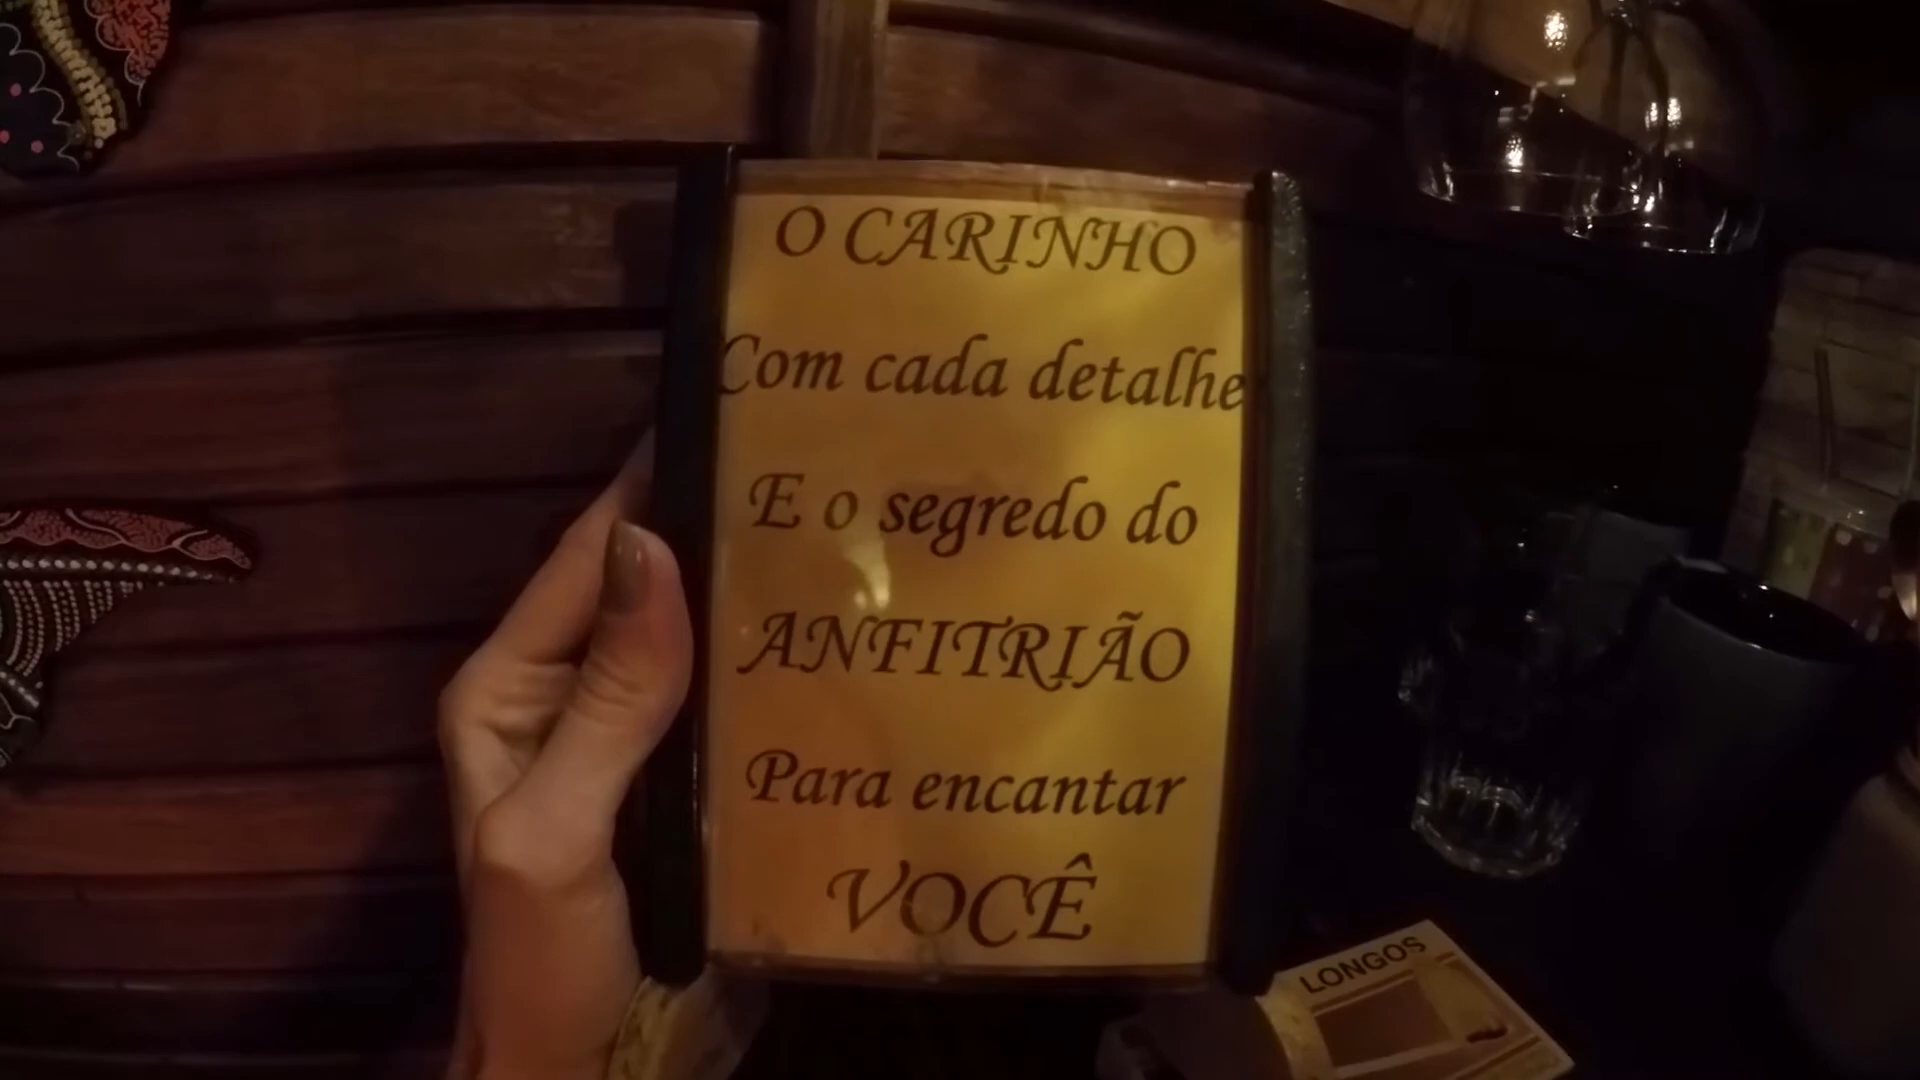 O CARINHO
Com cada detalhe
E o segredo do
ANFITRIÃO
Para encantar
VOCÊ
LONGOS